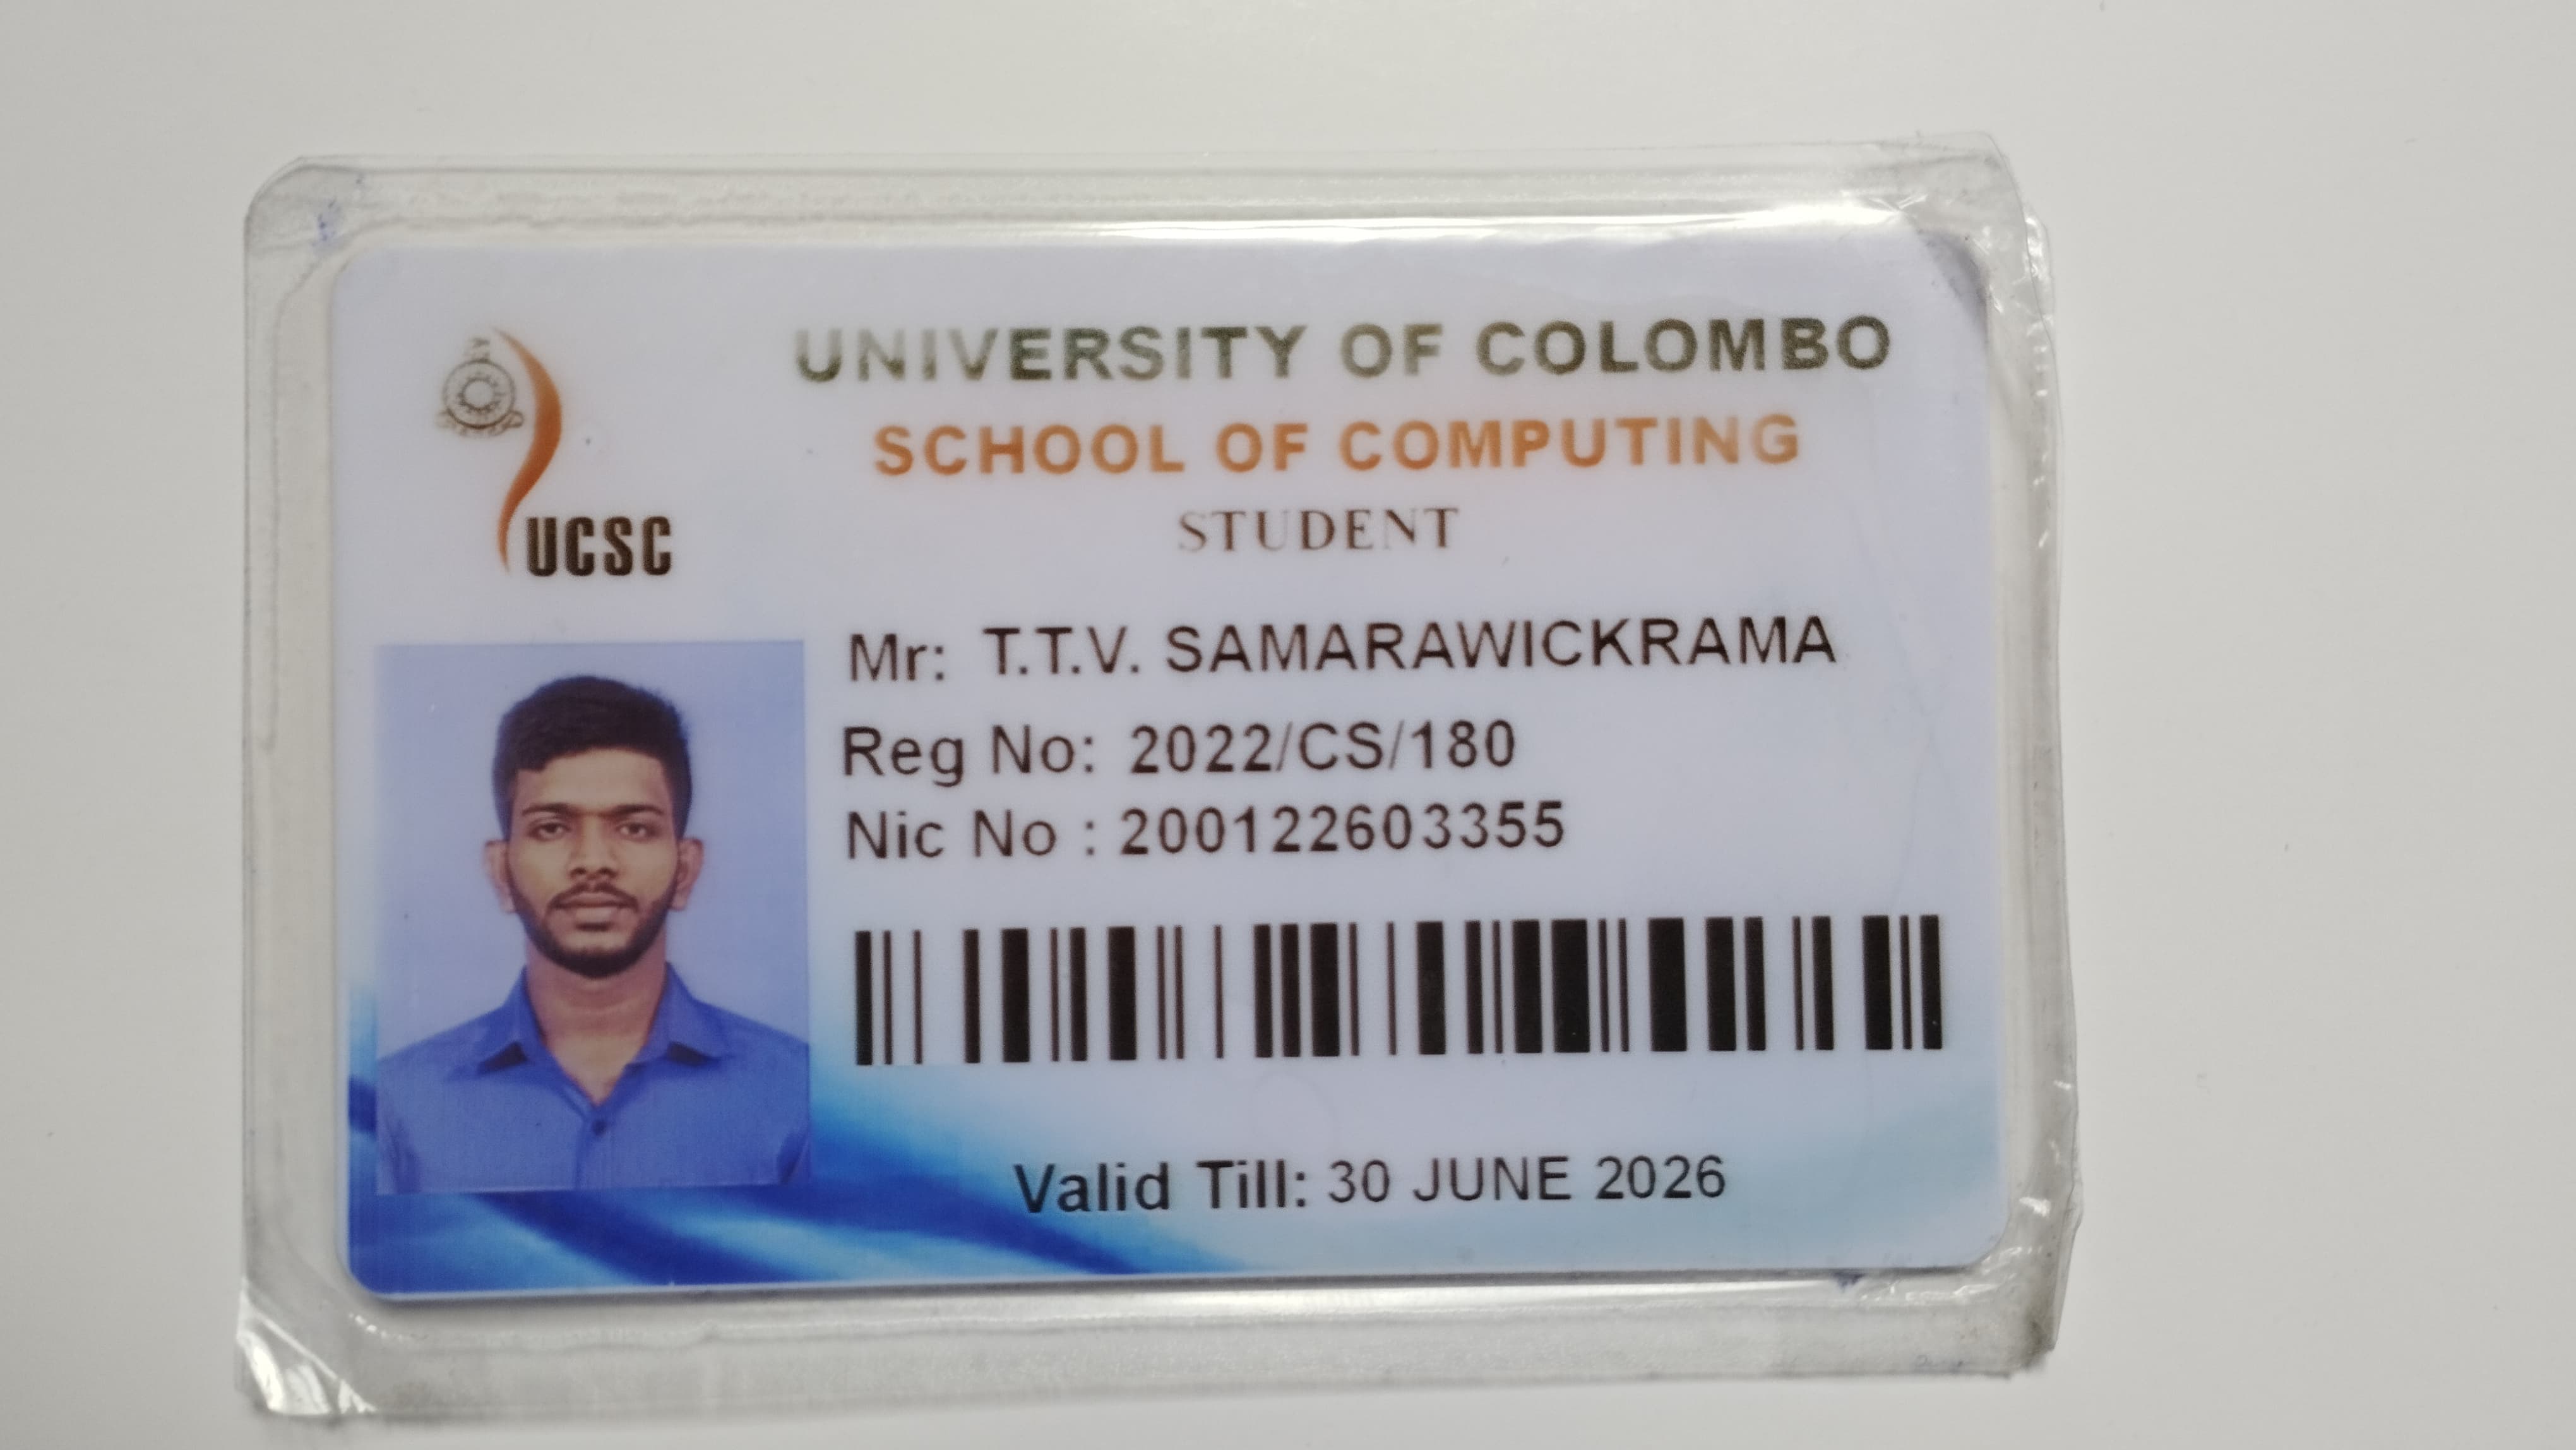 UNIVERSITY OF COLOMBO
SCHOOL OF COMPUTING
STUDENT
UCSC
Mr: T.T.V. SAMARAWICKRAMA
Reg No: 2022/CS/180
Nic No : 200122603355
Valid Till: 30 JUNE 2026